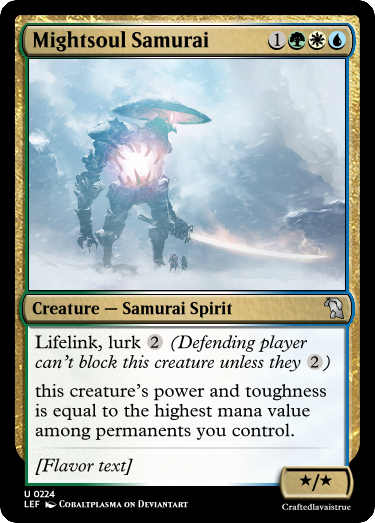 Mightsoul Samurai 1
Creature — Samurai Spirit
Lifelink, lurk 2 (Defending player
can't block this creature unless they 2)
this creature's power and toughness
is equal to the highest mana value
among permanents you control.
[Flavor text]
*/*
U 0224
LEF Cobaltplasma on Deviantart
Craftedlavaistrue